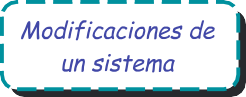 Modificaciones de
un sistema